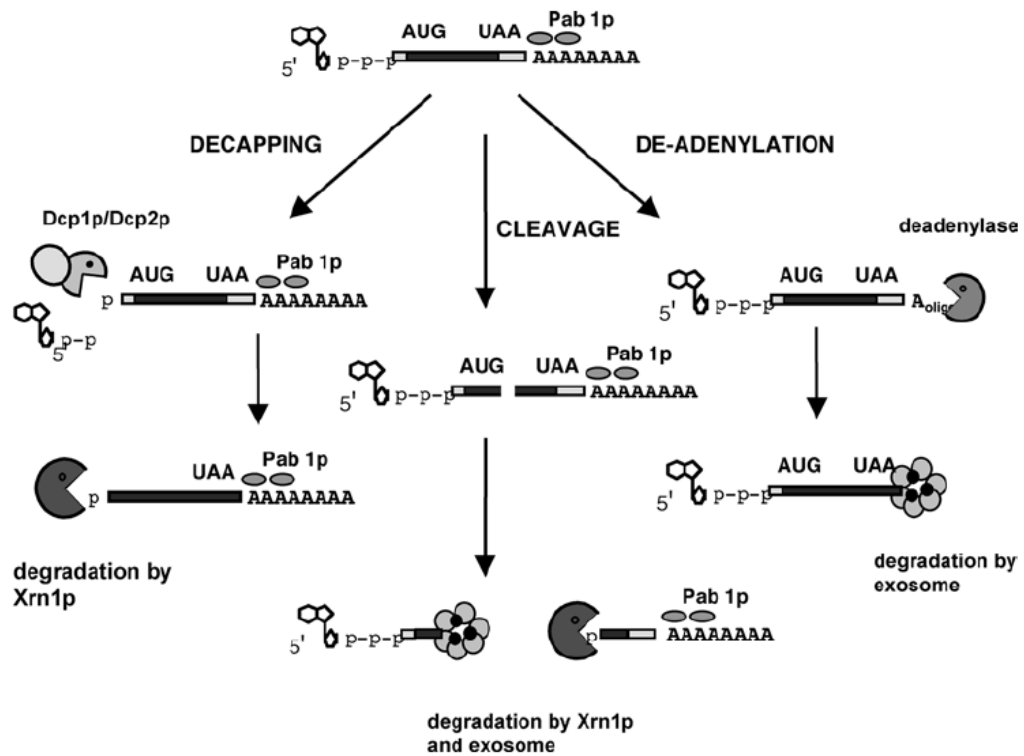 Pab 1p
AUG UAA
5' p-p-p AAAAAAAA
DECAPPING
DE-ADENYLATION
CLEAVAGE
Dcp1p/Dcp2p
AUG UAA Pab 1p
p AAAAAAAA
5' p-p
deadenylase
AUG UAA
5' p-p-p Aoligo
AUG UAA Pab 1p
5' p-p-p AAAAAAAA
UAA Pab 1p
p AAAAAAAA
degradation by
Xrn1p
AUG UAA
5' p-p-p
degradation by
exosome
5' p-p-p
Pab 1p
p AAAAAAAA
degradation by Xrn1p
and exosome